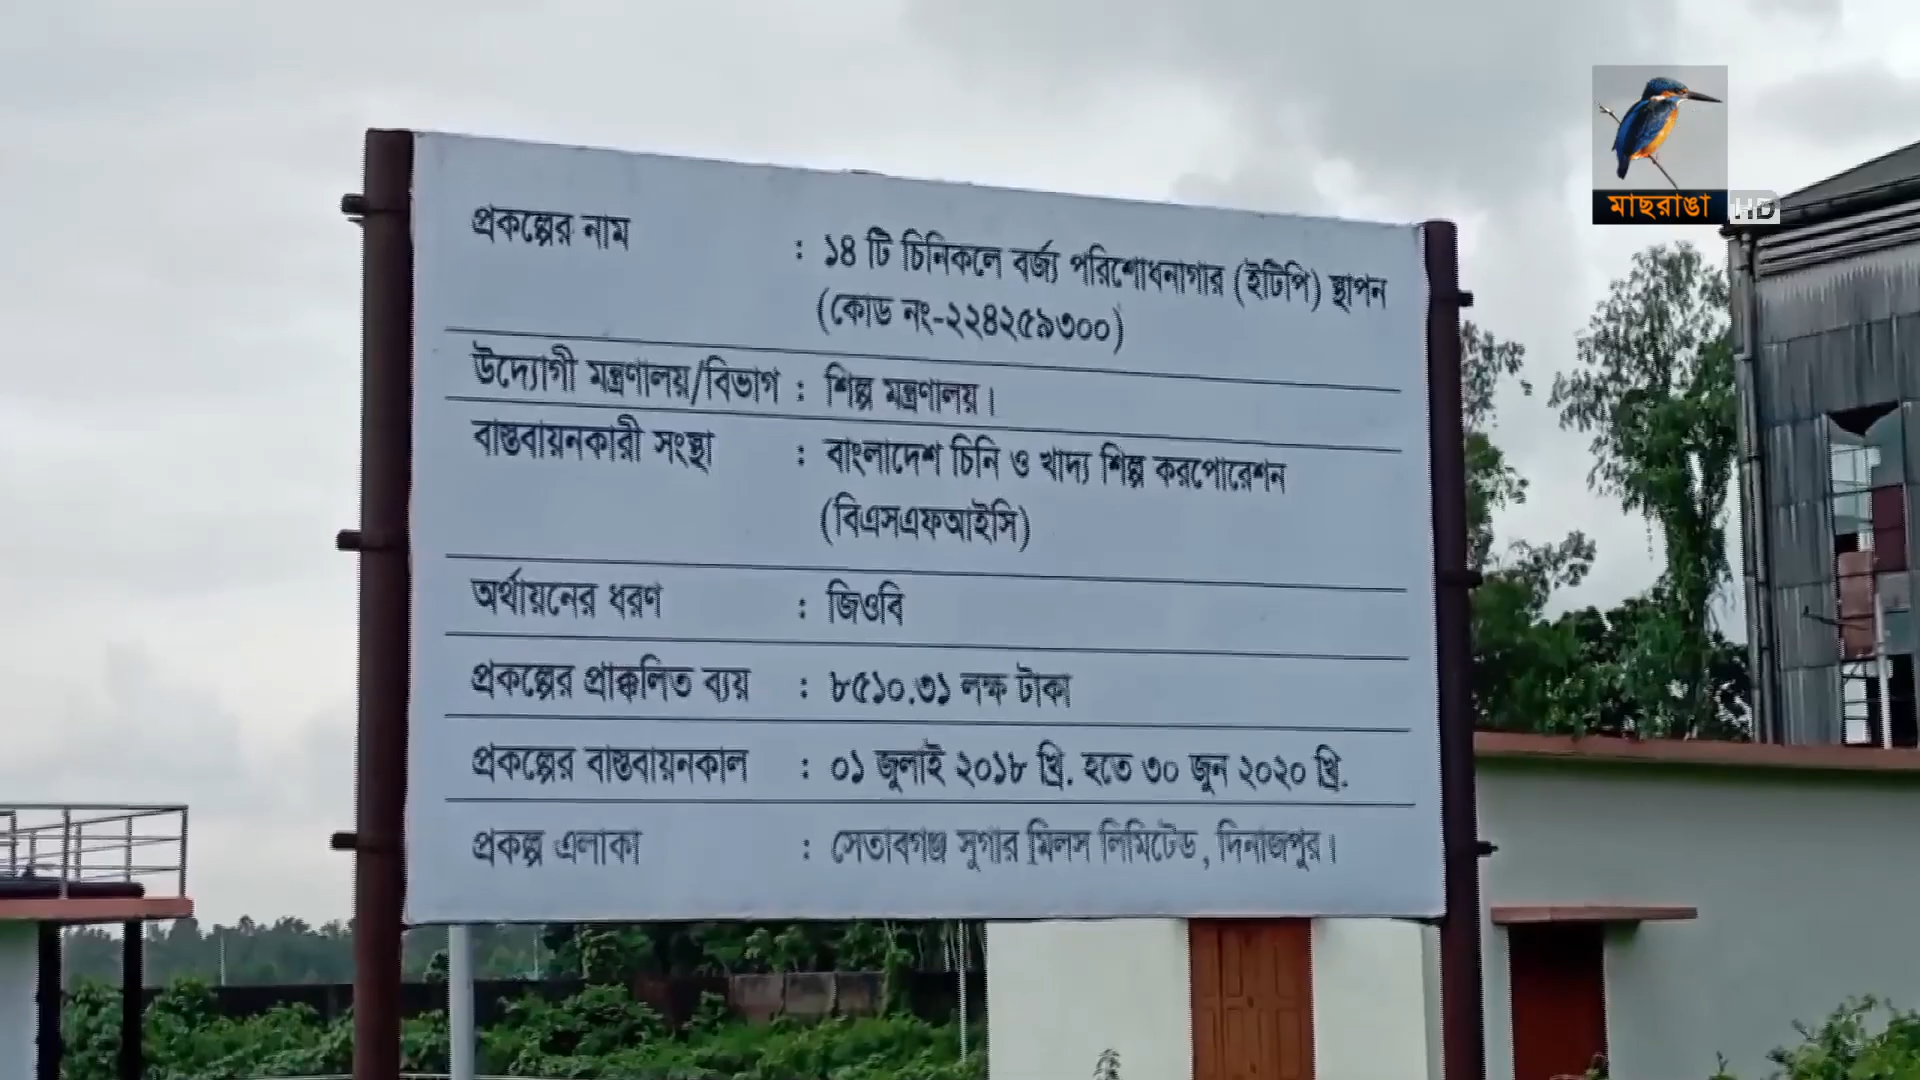 মাছরাঙা HD
প্রকল্পের নাম : ১৪ টি চিনিকলে বর্জ্য পরিশোধনাগার (ইটিপি) স্থাপন
(কোড নং-২২৪২৫৯৩০০)
উদ্যোগী মন্ত্রণালয়/বিভাগ : শিল্প মন্ত্রণালয়।
বাস্তবায়নকারী সংস্থা : বাংলাদেশ চিনি ও খাদ্য শিল্প করপোরেশন
(বিএসএফআইসি)
অর্থায়নের ধরণ : জিওবি
প্রকল্পের প্রাক্কলিত ব্যয় : ৮৫১০.৩১ লক্ষ টাকা
প্রকল্পের বাস্তবায়নকাল : ০১ জুলাই ২০১৮ খ্রি. হতে ৩০ জুন ২০২০ খ্রি.
প্রকল্প এলাকা : সেতাবগঞ্জ সুগার মিলস লিমিটেড, দিনাজপুর।